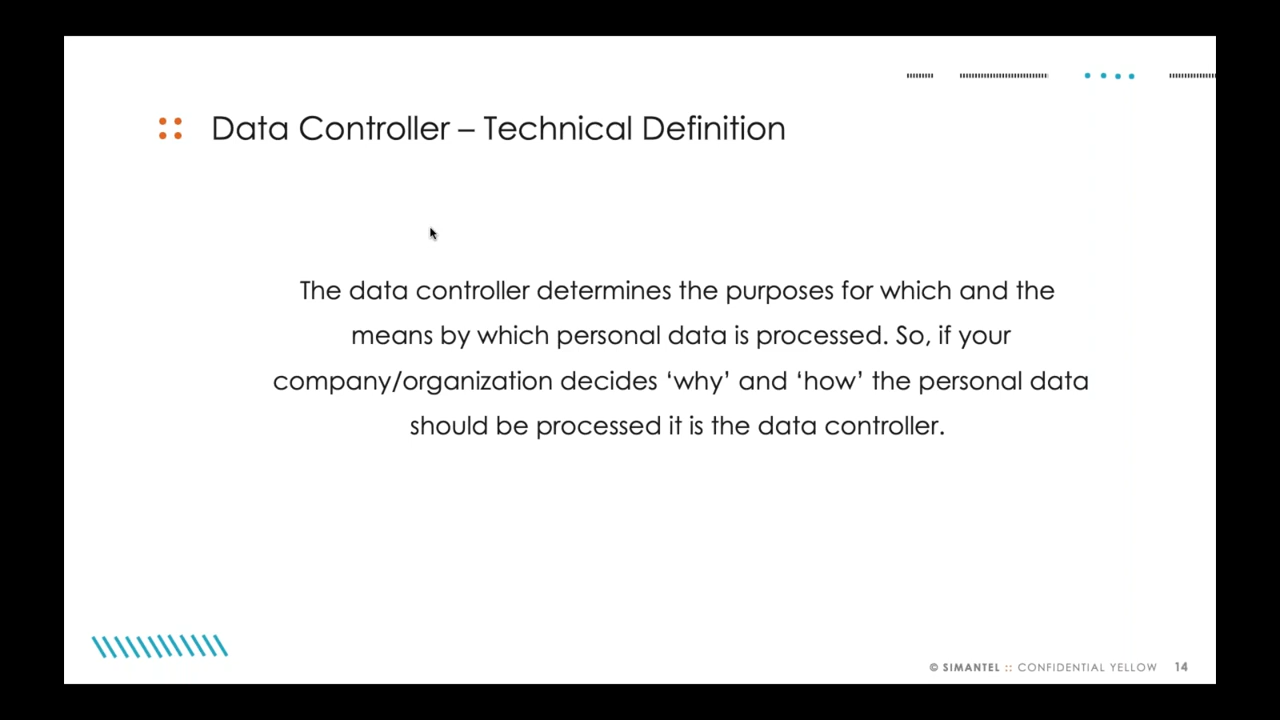 Data Controller – Technical Definition
The data controller determines the purposes for which and the
means by which personal data is processed. So, if your
company/organization decides ‘why’ and ‘how’ the personal data
should be processed it is the data controller.
© SIMANTEL :: CONFIDENTIAL YELLOW 14